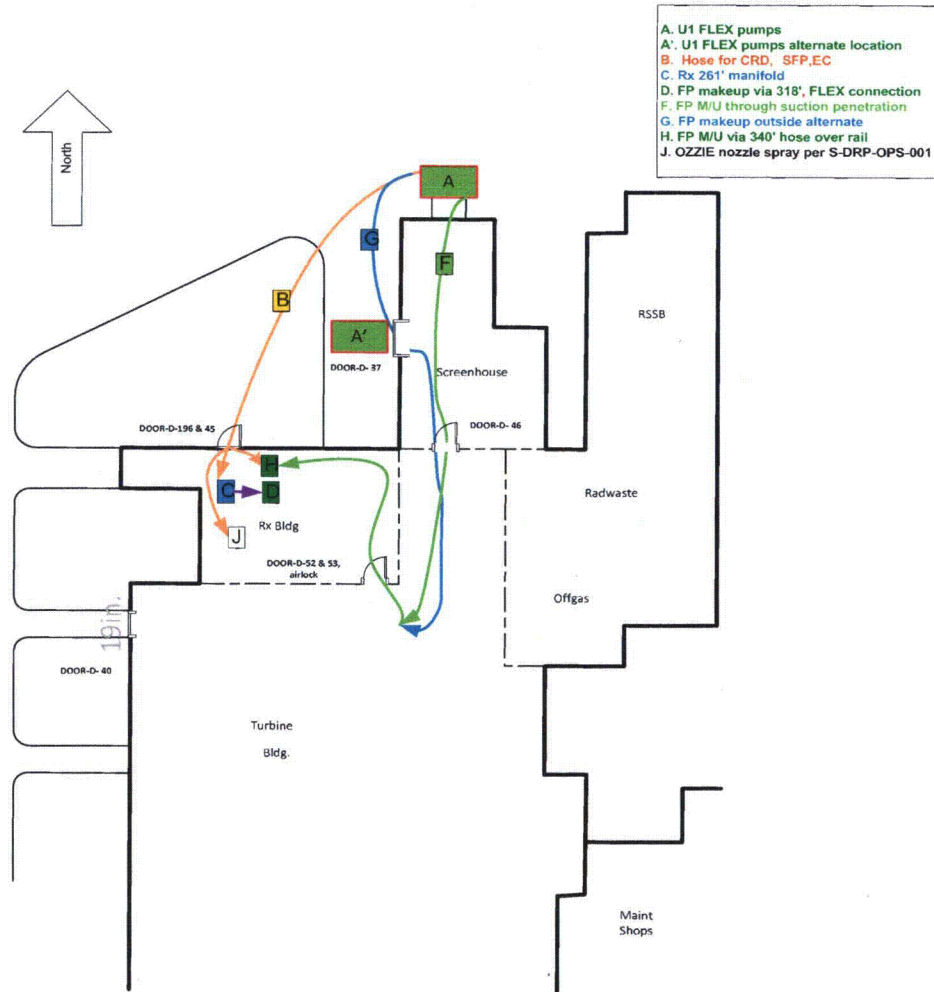 A. U1 FLEX pumps
A'. U1 FLEX pumps alternate location
B. Hose for CRD, SFP,EC
C. Rx 261' manifold
D. FP makeup via 318', FLEX connection
F. FP M/U through suction penetration
G. FP makeup outside alternate
H. FP M/U via 340' hose over rail
J. OZZIE nozzle spray per S-DRP-OPS-001
North
A
G
F
B
A'
RSSB
DOOR-D- 37
Screenhouse
DOOR-D-196 & 45
DOOR-D- 46
H
C
D
Radwaste
Rx Bldg
J
DOOR-D-52 & 53,
airlock
Offgas
19in.
DOOR-D- 40
Turbine
Bldg.
Maint
Shops